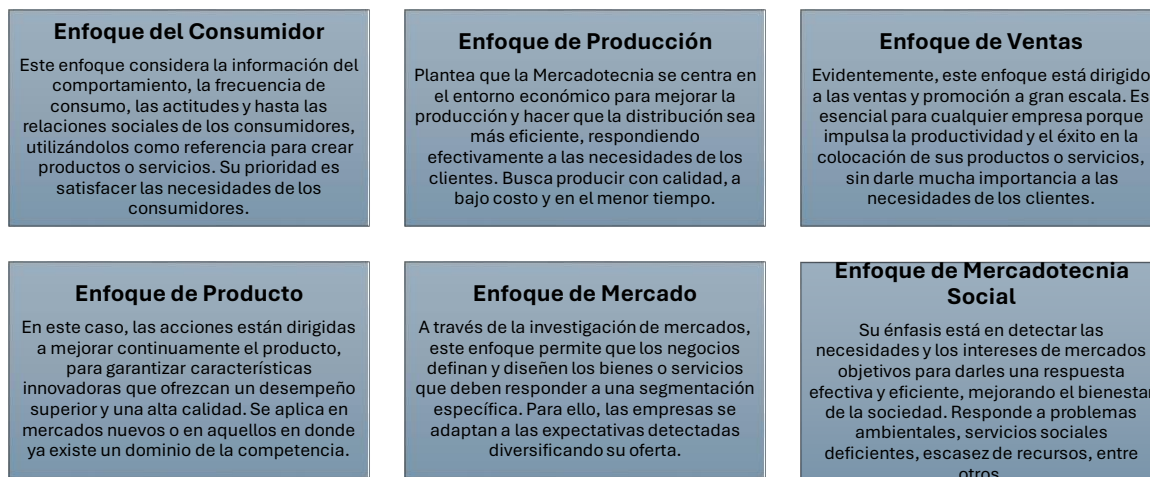 Enfoque del Consumidor
Este enfoque considera la información del
comportamiento, la frecuencia de
consumo, las actitudes y hasta las
relaciones sociales de los consumidores,
utilizándolos como referencia para crear
productos o servicios. Su prioridad es
satisfacer las necesidades de los
consumidores.
Enfoque de Producción
Plantea que la Mercadotecnia se centra en
el entorno económico para mejorar la
producción y hacer que la distribución sea
más eficiente, respondiendo
efectivamente a las necesidades de los
clientes. Busca producir con calidad, a
bajo costo y en el menor tiempo.
Enfoque de Ventas
Evidentemente, este enfoque está dirigido
a las ventas y promoción a gran escala. Es
esencial para cualquier empresa porque
impulsa la productividad y el éxito en la
colocación de sus productos o servicios,
sin darle mucha importancia a las
necesidades de los clientes.
Enfoque de Producto
En este caso, las acciones están dirigidas
a mejorar continuamente el producto,
para garantizar características
innovadoras que ofrezcan un desempeño
superior y una alta calidad. Se aplica en
mercados nuevos o en aquellos en donde
ya existe un dominio de la competencia.
Enfoque de Mercado
A través de la investigación de mercados,
este enfoque permite que los negocios
definan y diseñen los bienes o servicios
que deben responder a una segmentación
específica. Para ello, las empresas se
adaptan a las expectativas detectadas
diversificando su oferta.
Enfoque de Mercadotecnia
Social
Su énfasis está en detectar las
necesidades y los intereses de mercados
objetivos para darles una respuesta
efectiva y eficiente, mejorando el bienestar
de la sociedad. Responde a problemas
ambientales, servicios sociales
deficientes, escasez de recursos, entre
otros